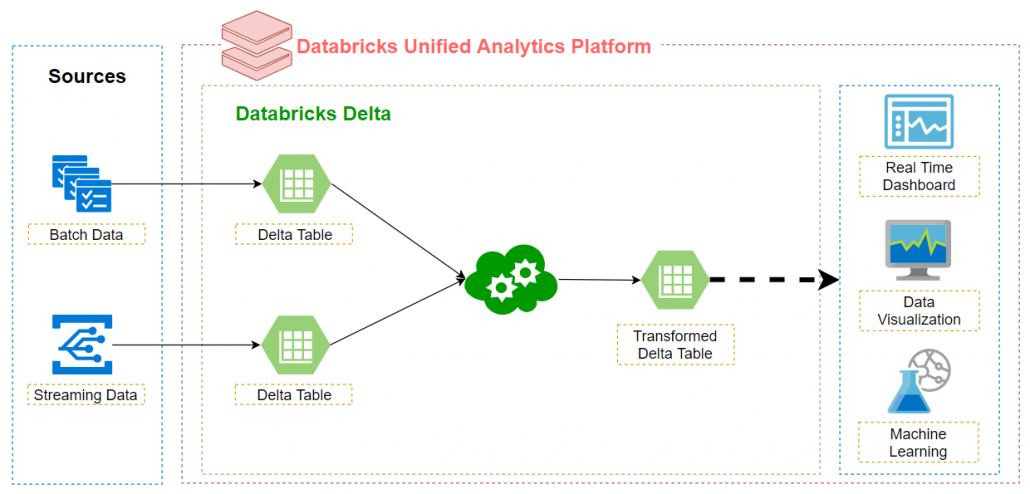 Databricks Unified Analytics Platform
Sources
Databricks Delta
Batch Data
Delta Table
Streaming Data
Delta Table
Transformed
Delta Table
Real Time
Dashboard
Data
Visualization
Machine
Learning